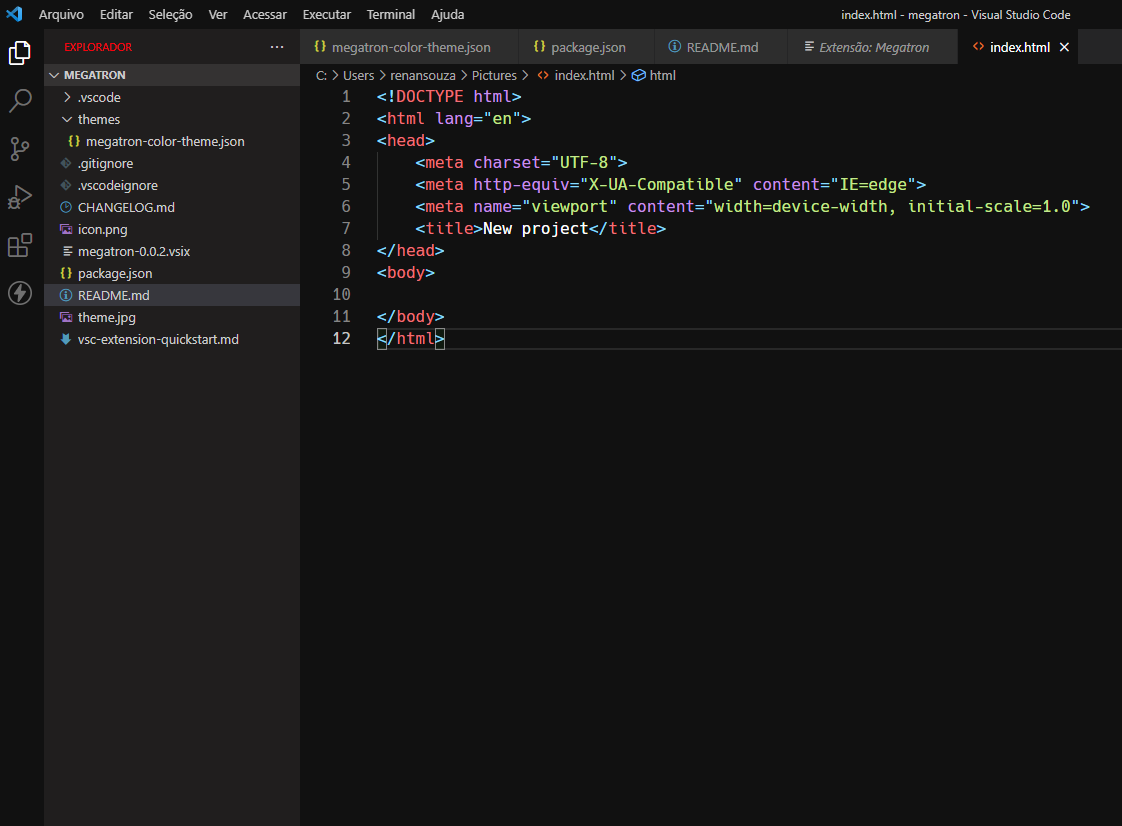 Arquivo Editar Seleção Ver Acessar Executar Terminal Ajuda index.html - megatron - Visual Studio Code
EXPLORADOR ···
MEGATRON
.vscode
themes
{} megatron-color-theme.json
.gitignore
.vscodeignore
CHANGELOG.md
icon.png
megatron-0.0.2.vsix
{} package.json
README.md
theme.jpg
vsc-extension-quickstart.md
{} megatron-color-theme.json {} package.json README.md Extensão: Megatron <> index.html ×
C: > Users > renansouza > Pictures > <> index.html > html
1 <!DOCTYPE html>
2 <html lang="en">
3 <head>
4 <meta charset="UTF-8">
5 <meta http-equiv="X-UA-Compatible" content="IE=edge">
6 <meta name="viewport" content="width=device-width, initial-scale=1.0">
7 <title>New project</title>
8 </head>
9 <body>
10
11 </body>
12 </html>